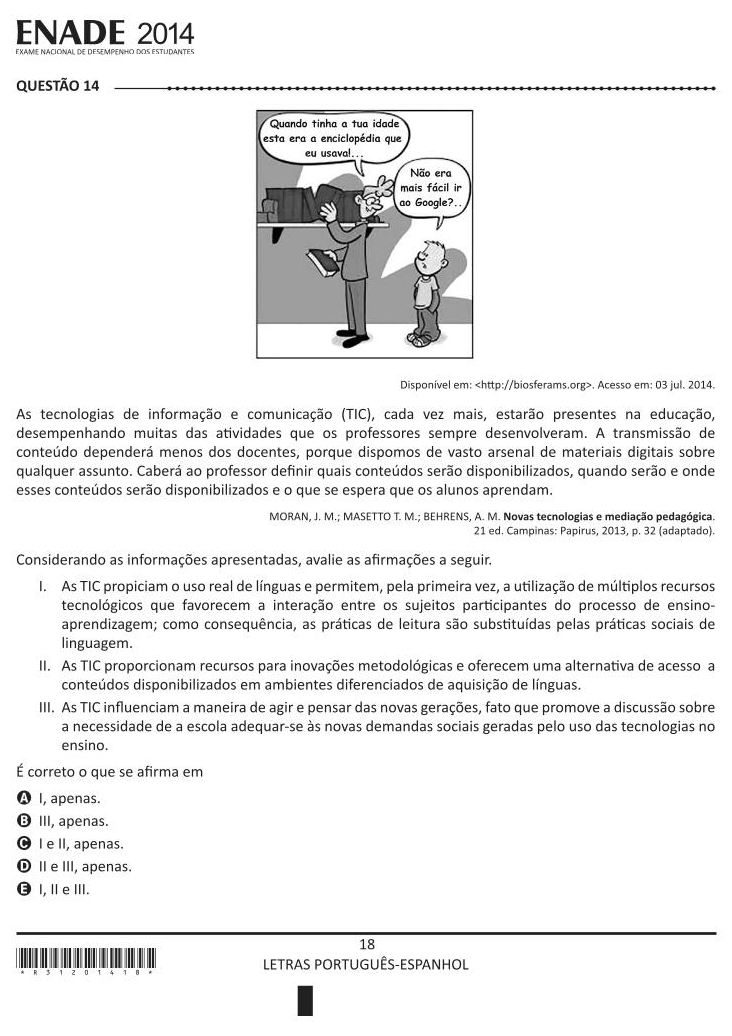 ENADE 2014
EXAME NACIONAL DE DESEMPENHO DOS ESTUDANTES
QUESTÃO 14
Quando tinha a tua idade
esta era a enciclopédia que
eu usava!...
Não era
mais fácil ir
ao Google?..
Disponível em: <http://biosferams.org>. Acesso em: 03 jul. 2014.
As tecnologias de informação e comunicação (TIC), cada vez mais, estarão presentes na educação,
desempenhando muitas das atividades que os professores sempre desenvolveram. A transmissão de
conteúdo dependerá menos dos docentes, porque dispomos de vasto arsenal de materiais digitais sobre
qualquer assunto. Caberá ao professor definir quais conteúdos serão disponibilizados, quando serão e onde
esses conteúdos serão disponibilizados e o que se espera que os alunos aprendam.
MORAN, J. M.; MASETTO T. M.; BEHRENS, A. M. Novas tecnologias e mediação pedagógica.
21 ed. Campinas: Papirus, 2013, p. 32 (adaptado).
Considerando as informações apresentadas, avalie as afirmações a seguir.
I. As TIC propiciam o uso real de línguas e permitem, pela primeira vez, a utilização de múltiplos recursos
tecnológicos que favorecem a interação entre os sujeitos participantes do processo de ensino-
aprendizagem; como consequência, as práticas de leitura são substituídas pelas práticas sociais de
linguagem.
II. As TIC proporcionam recursos para inovações metodológicas e oferecem uma alternativa de acesso a
conteúdos disponibilizados em ambientes diferenciados de aquisição de línguas.
III. As TIC influenciam a maneira de agir e pensar das novas gerações, fato que promove a discussão sobre
a necessidade de a escola adequar-se às novas demandas sociais geradas pelo uso das tecnologias no
ensino.
É correto o que se afirma em
A I, apenas.
B III, apenas.
C I e II, apenas.
D II e III, apenas.
E I, II e III.
18
LETRAS PORTUGUÊS-ESPANHOL
* R 3 1 2 0 1 4 1 8 *